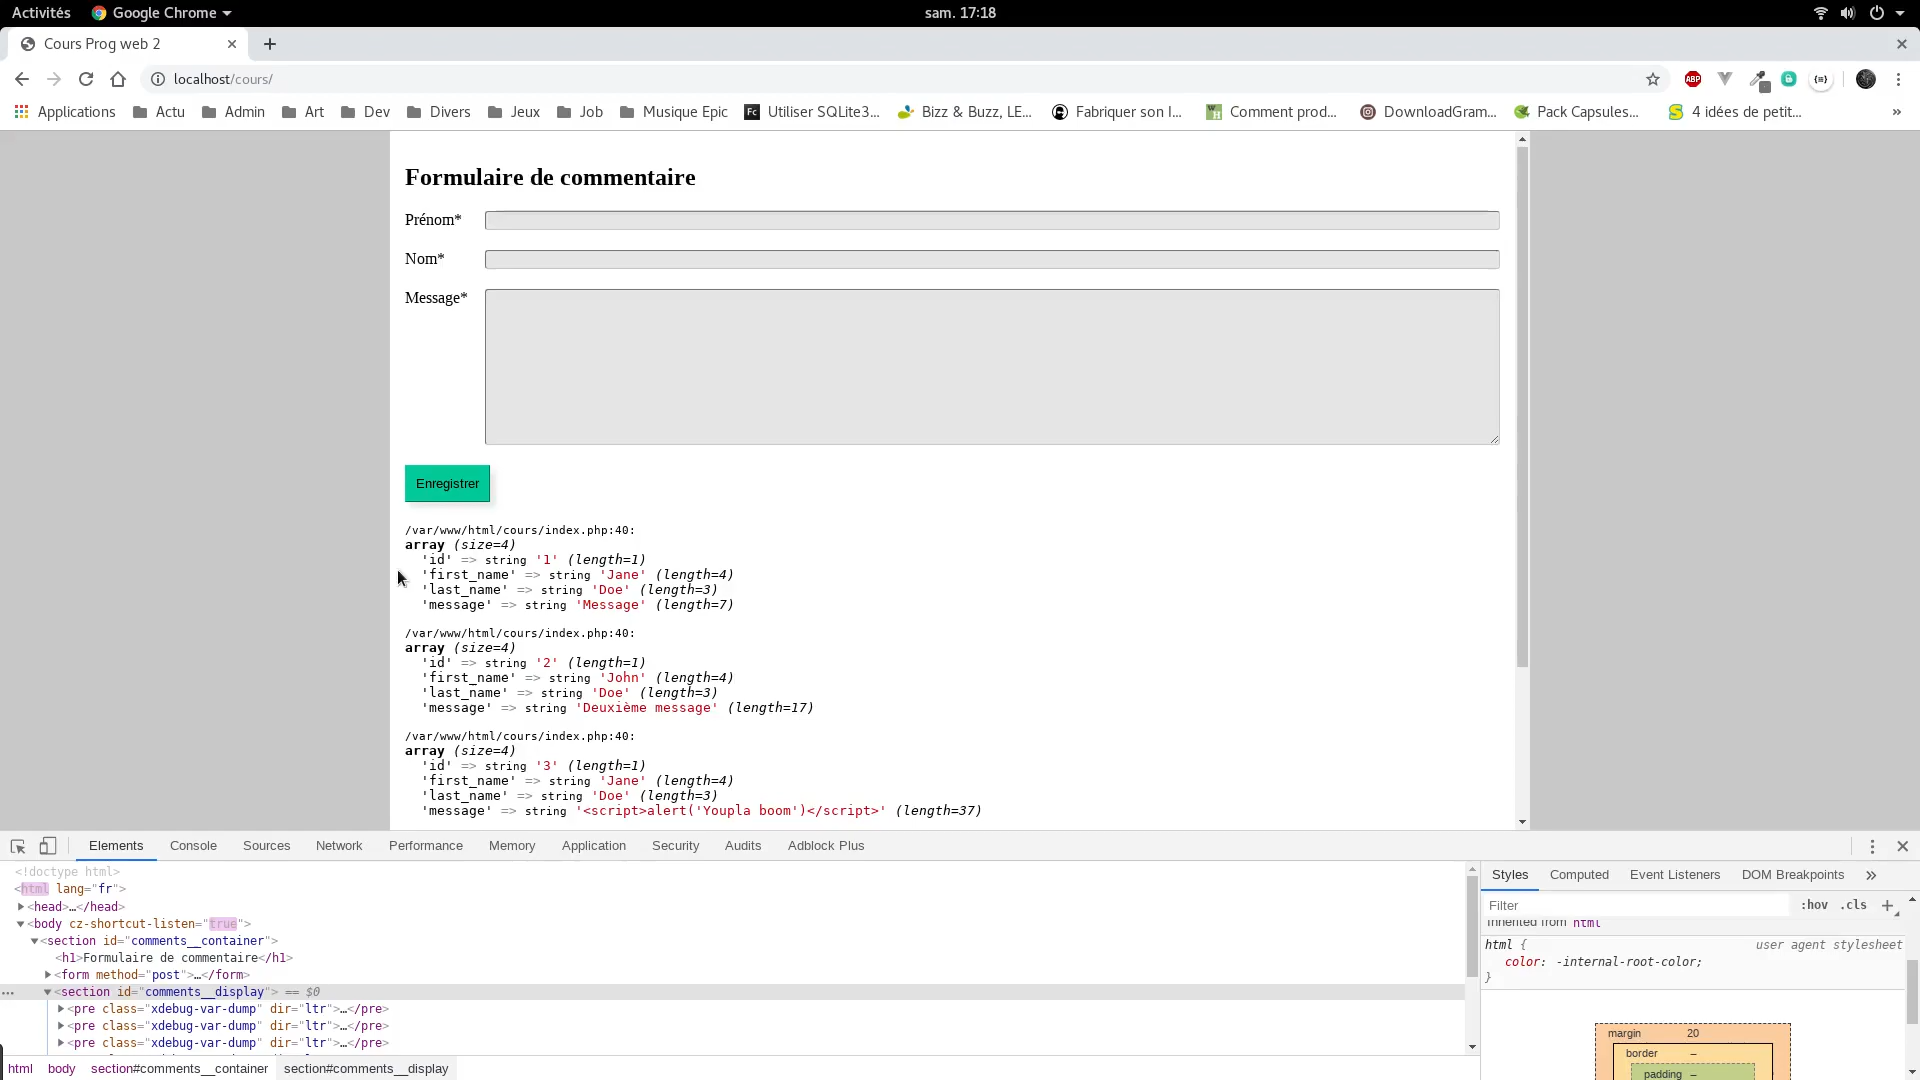 Activités
Google Chrome
sam. 17:18
Cours Prog web 2
localhost/cours/
ABP
Applications
Actu
Admin
Art
Dev
Divers
Jeux
Job
Musique Epic
Fc
Utiliser SQLite3...
Bizz & Buzz, LE...
Fabriquer son I...
Comment prod...
DownloadGram...
Pack Capsules...
4 idées de petit...
»
Formulaire de commentaire
Prénom*
Nom*
Message*
Enregistrer
/var/www/html/cours/index.php:40:
array (size=4)
'id' => string '1' (length=1)
'first_name' => string 'Jane' (length=4)
'last_name' => string 'Doe' (length=3)
'message' => string 'Message' (length=7)
/var/www/html/cours/index.php:40:
array (size=4)
'id' => string '2' (length=1)
'first_name' => string 'John' (length=4)
'last_name' => string 'Doe' (length=3)
'message' => string 'Deuxième message' (length=17)
/var/www/html/cours/index.php:40:
array (size=4)
'id' => string '3' (length=1)
'first_name' => string 'Jane' (length=4)
'last_name' => string 'Doe' (length=3)
'message' => string '<script>alert('Youpla boom')</script>' (length=37)
Elements
Console
Sources
Network
Performance
Memory
Application
Security
Audits
Adblock Plus
<!doctype html>
<html lang="fr">
<head>…</head>
<body cz-shortcut-listen="true">
<section id="comments__container">
<h1>Formulaire de commentaire</h1>
<form method="post">…</form>
<section id="comments__display"> == $0
<pre class="xdebug-var-dump" dir="ltr">…</pre>
<pre class="xdebug-var-dump" dir="ltr">…</pre>
<pre class="xdebug-var-dump" dir="ltr">…</pre>
html
body
section#comments__container
section#comments__display
Styles
Computed
Event Listeners
DOM Breakpoints
»
Filter
:hov
.cls
+
Inherited from html
html {
user agent stylesheet
color: -internal-root-color;
}
margin
20
border
–
padding
–